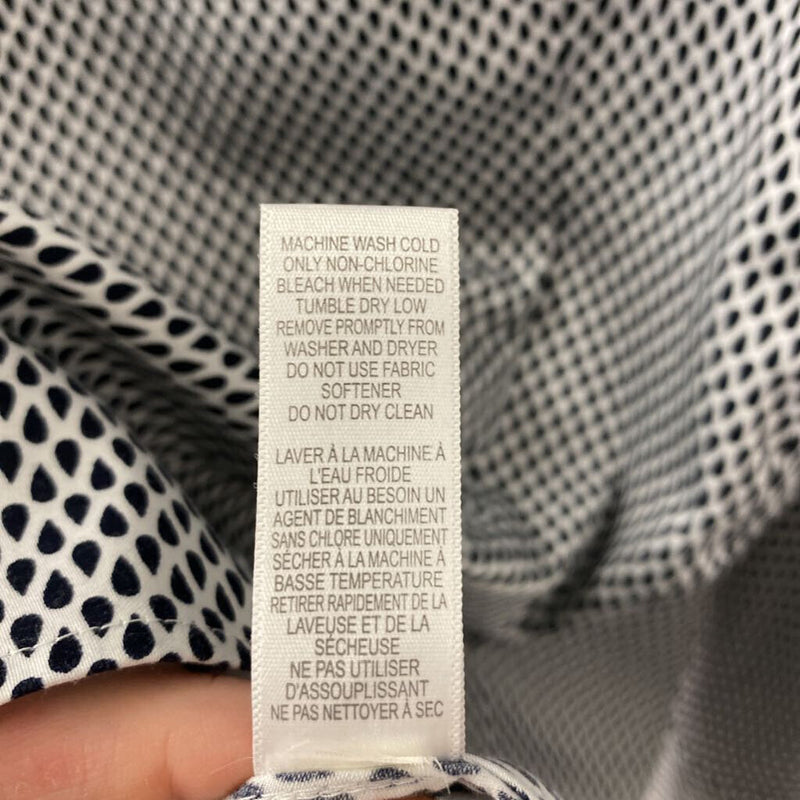 MACHINE WASH COLD
ONLY NON-CHLORINE
BLEACH WHEN NEEDED
TUMBLE DRY LOW
REMOVE PROMPTLY FROM
WASHER AND DRYER
DO NOT USE FABRIC
SOFTENER
DO NOT DRY CLEAN
LAVER À LA MACHINE À
L'EAU FROIDE
UTILISER AU BESOIN UN
AGENT DE BLANCHIMENT
SANS CHLORE UNIQUEMENT
SÉCHER À LA MACHINE À
BASSE TEMPÉRATURE
RETIRER RAPIDEMENT DE LA
LAVEUSE ET DE LA
SÉCHEUSE
NE PAS UTILISER
D'ASSOUPLISSANT
NE PAS NETTOYER À SEC